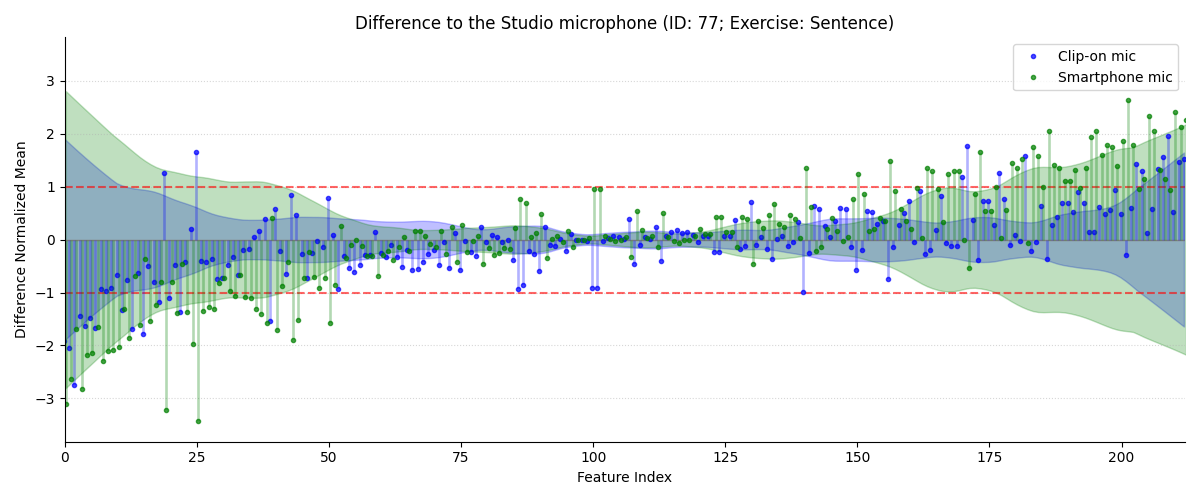 Difference to the Studio microphone (ID: 77; Exercise: Sentence)
Clip-on mic
Smartphone mic
Difference Normalized Mean
3
2
1
0
−1
−2
−3
0 25 50 75 100 125 150 175 200
Feature Index